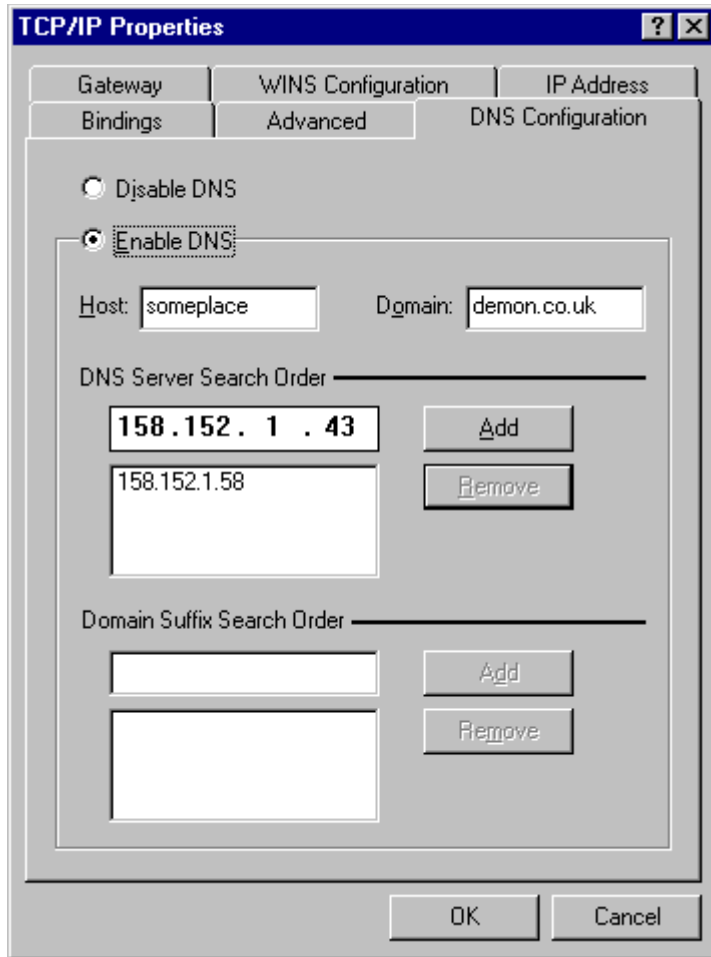 TCP/IP Properties ? X
Gateway WINS Configuration IP Address
Bindings Advanced DNS Configuration
Disable DNS
Enable DNS
Host: someplace Domain: demon.co.uk
DNS Server Search Order
158.152. 1 . 43 Add
158.152.1.58 Remove
Domain Suffix Search Order
Add
Remove
OK Cancel